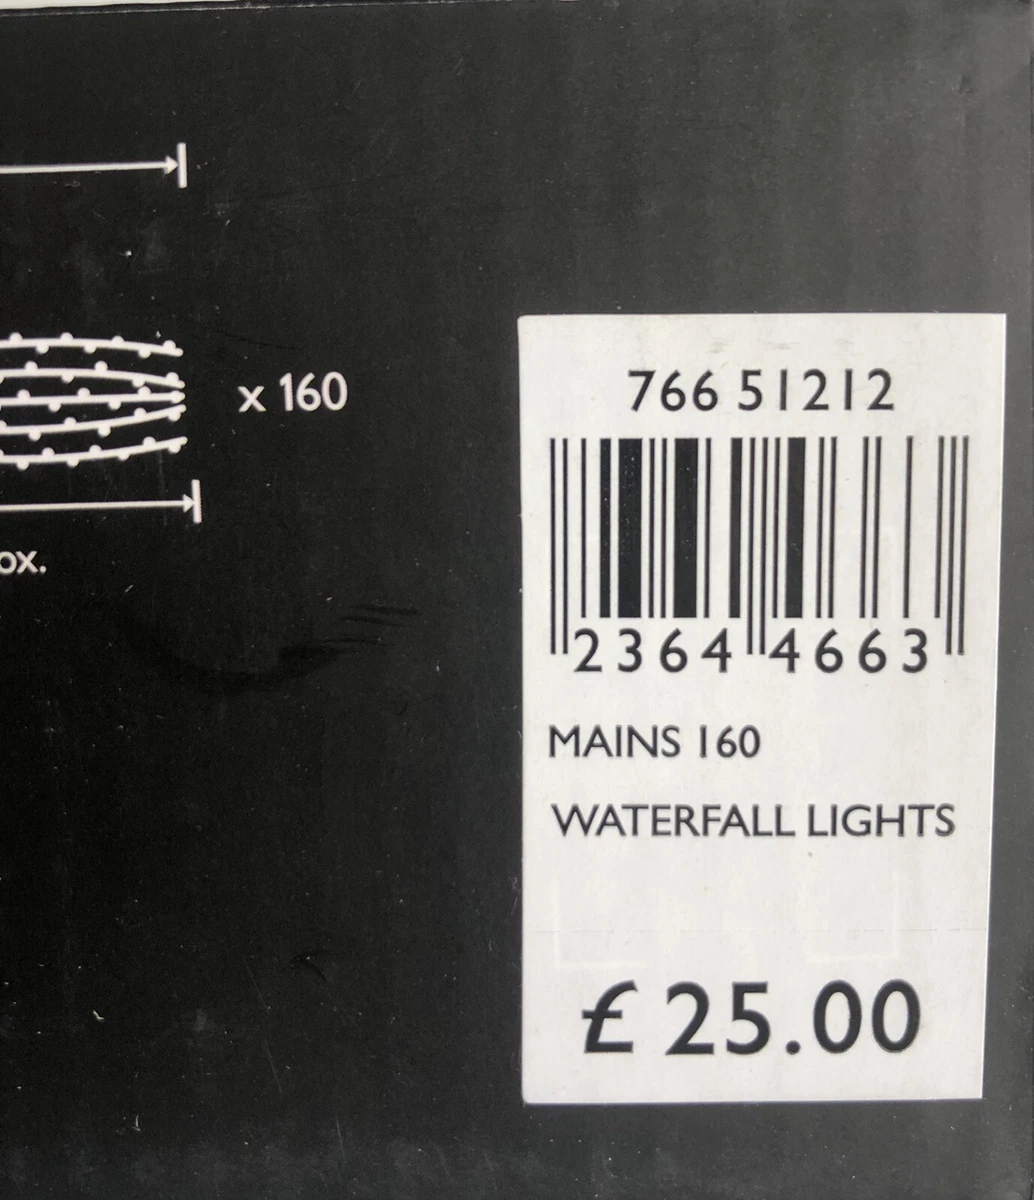 x 160
ox.
766 51212
2364 4663
MAINS 160
WATERFALL LIGHTS
£ 25.00